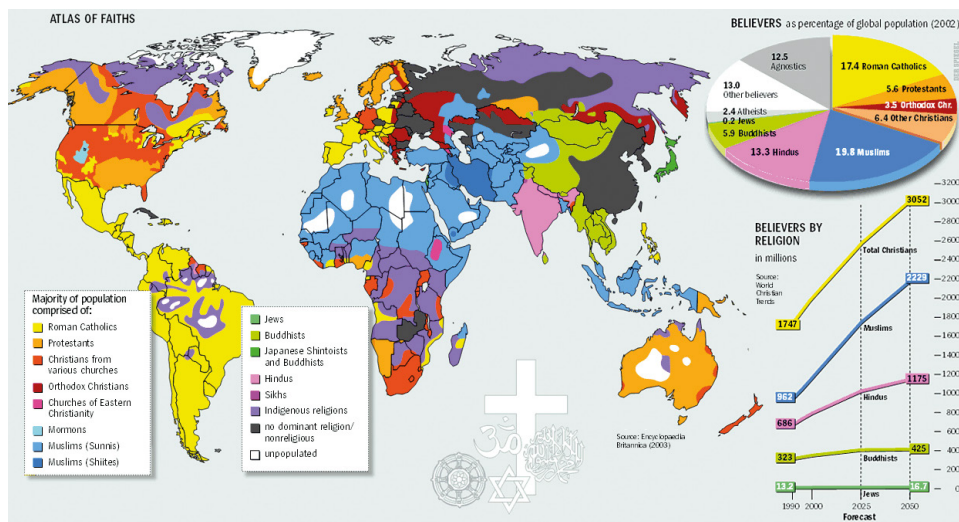 ATLAS OF FAITHS
BELIEVERS as percentage of global population (2002)
12.5
Agnostics
13.0
Other believers
2.4 Atheists
0.2 Jews
5.9 Buddhists
13.3 Hindus
17.4 Roman Catholics
5.6 Protestants
3.5 Orthodox Chr.
6.4 Other Christians
19.8 Muslims
DER SPIEGEL
Majority of population
comprised of:
Roman Catholics
Protestants
Christians from
various churches
Orthodox Christians
Churches of Eastern
Christianity
Mormons
Muslims (Sunnis)
Muslims (Shiites)
Jews
Buddhists
Japanese Shintoists
and Buddhists
Hindus
Sikhs
Indigenous religions
no dominant religion/
nonreligious
unpopulated
ॐ
Source: Encyclopaedia
Britannica (2003)
BELIEVERS BY
RELIGION
in millions
Source:
World
Christian
Trends
1747
3052
Total Christians
962
2229
Muslims
686
1175
Hindus
323
425
Buddhists
13.2
16.7
Jews
3200
3000
2600
2200
2000
1800
1400
1200
1000
800
600
400
200
0
1990 2000 2025 2050
Forecast